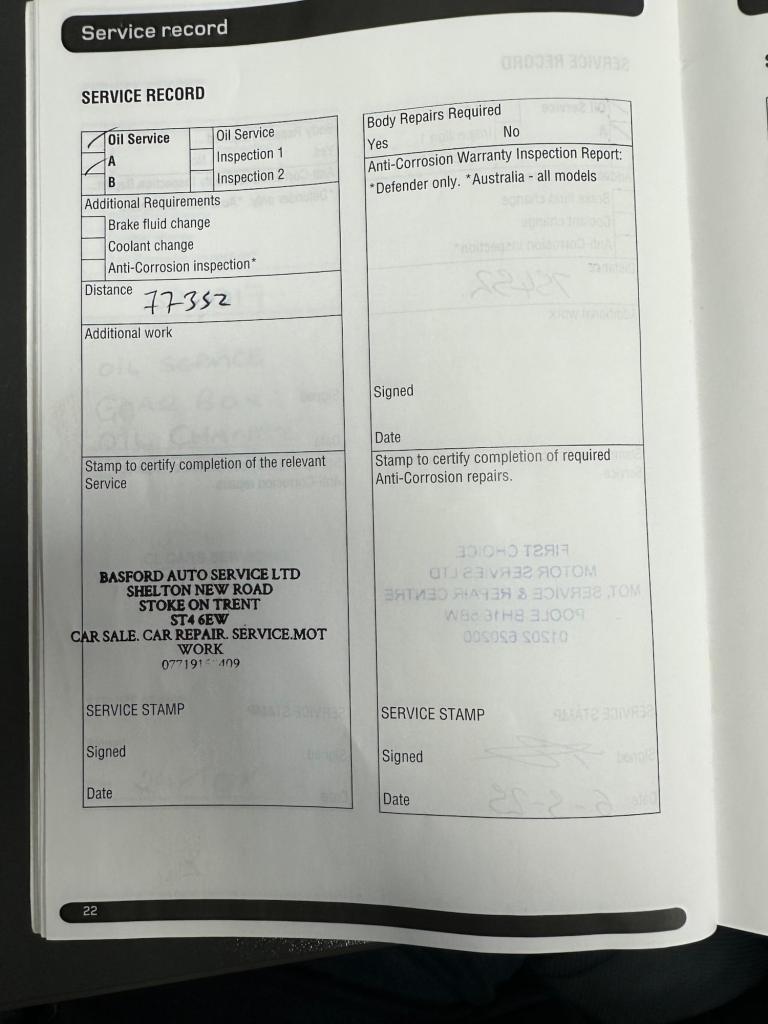 Service record
SERVICE RECORD
Oil Service
A
B
Oil Service
Inspection 1
Inspection 2
Additional Requirements
Brake fluid change
Coolant change
Anti-Corrosion inspection*
Distance 77352
Additional work
Stamp to certify completion of the relevant
Service
BASFORD AUTO SERVICE LTD
SHELTON NEW ROAD
STOKE ON TRENT
ST4 6EW
CAR SALE. CAR REPAIR. SERVICE.MOT
WORK
SERVICE STAMP
Signed
Date
Body Repairs Required
Yes No
Anti-Corrosion Warranty Inspection Report:
*Defender only. *Australia - all models
Signed
Date
Stamp to certify completion of required
Anti-Corrosion repairs.
SERVICE STAMP
Signed
Date
22